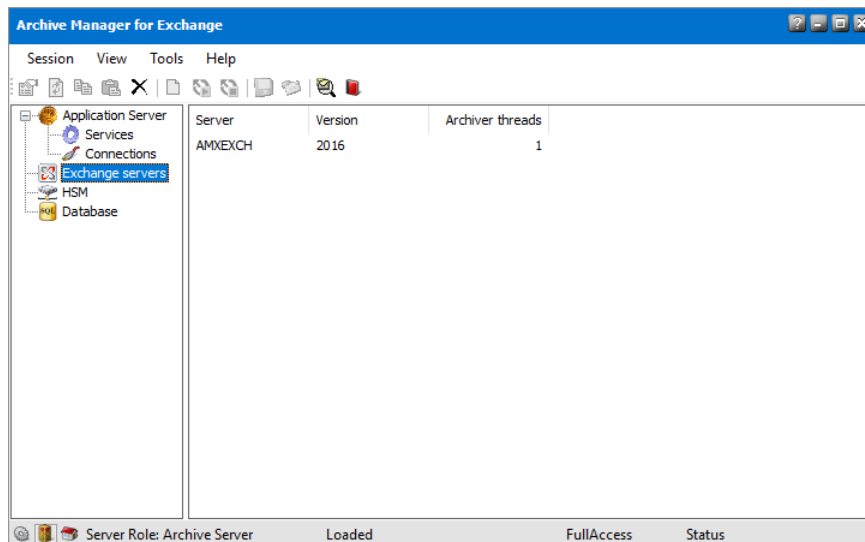 Archive Manager for Exchange
Session View Tools Help
Application Server
Services
Connections
Exchange servers
HSM
SQL Database
Server Version Archiver threads
AMXEXCH 2016 1
Server Role: Archive Server Loaded FullAccess Status